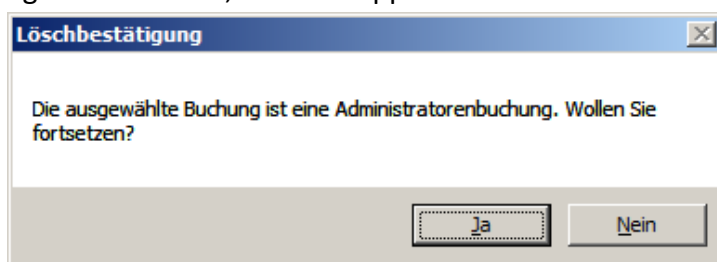 Löschbestätigung
Die ausgewählte Buchung ist eine Administratorenbuchung. Wollen Sie
fortsetzen?
Ja
Nein